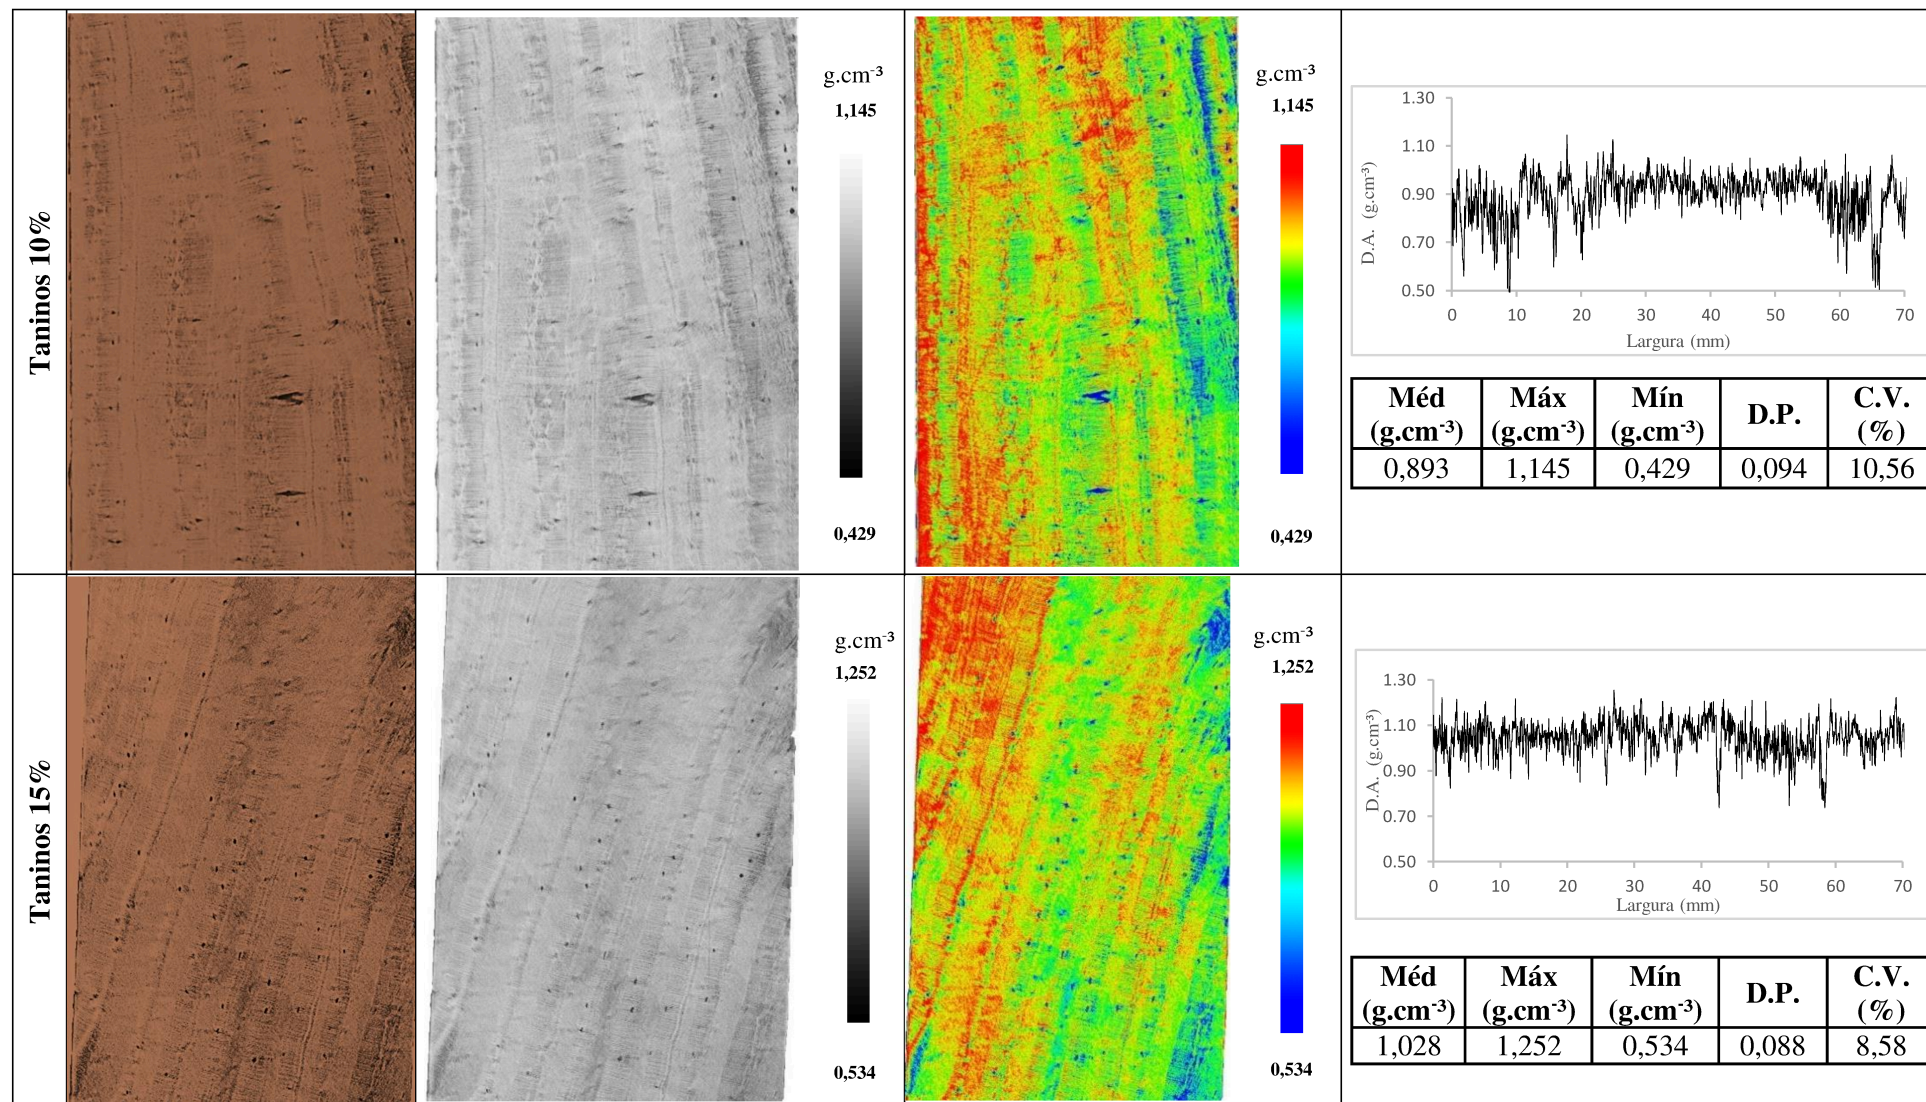 Taninos 10%
g.cm-3
1,145
0,429
g.cm-3
1,145
0,429
1.30
1.10
0.90
0.70
0.50
D.A. (g.cm-3)
0 10 20 30 40 50 60 70
Largura (mm)
Méd (g.cm-3) Máx (g.cm-3) Mín (g.cm-3) D.P. C.V. (%)
0,893 1,145 0,429 0,094 10,56
Taninos 15%
g.cm-3
1,252
0,534
g.cm-3
1,252
0,534
1.30
1.10
0.90
0.70
0.50
D.A. (g.cm-3)
0 10 20 30 40 50 60 70
Largura (mm)
Méd (g.cm-3) Máx (g.cm-3) Mín (g.cm-3) D.P. C.V. (%)
1,028 1,252 0,534 0,088 8,58